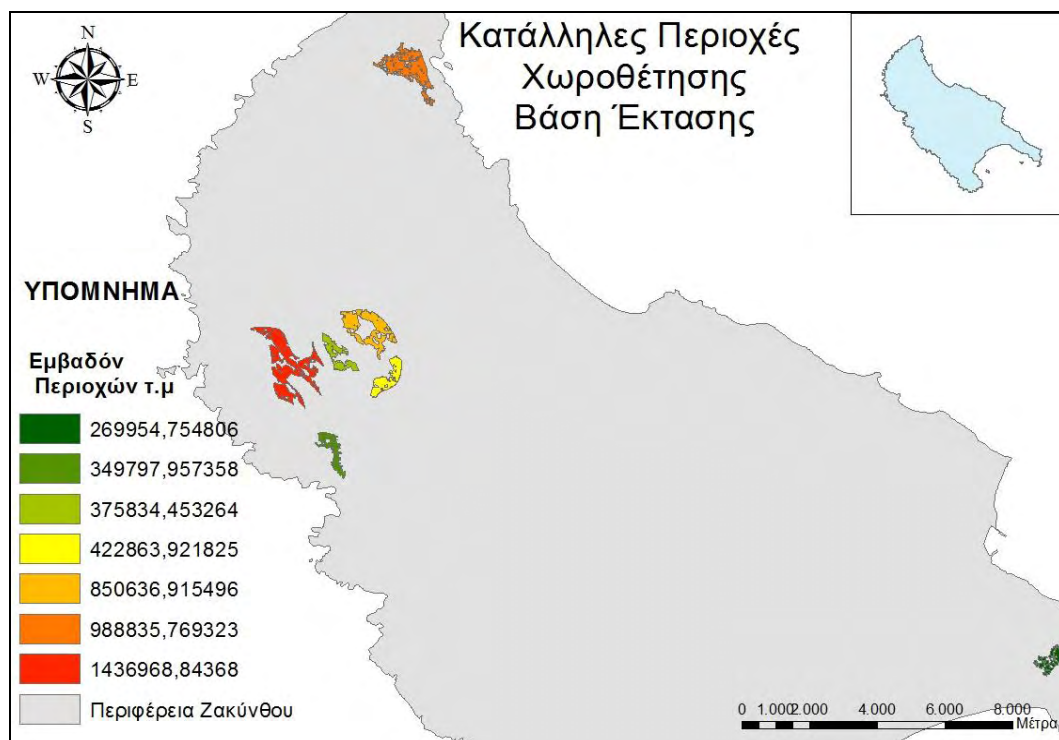 Κατάλληλες Περιοχές
Χωροθέτησης
Βάση Έκτασης
N
W E
S
ΥΠΟΜΝΗΜΑ
Εμβαδόν
Περιοχών τ.μ
269954,754806
349797,957358
375834,453264
422863,921825
850636,915496
988835,769323
1436968,84368
Περιφέρεια Ζακύνθου
0 1.000 2.000 4.000 6.000 8.000
Μέτρα